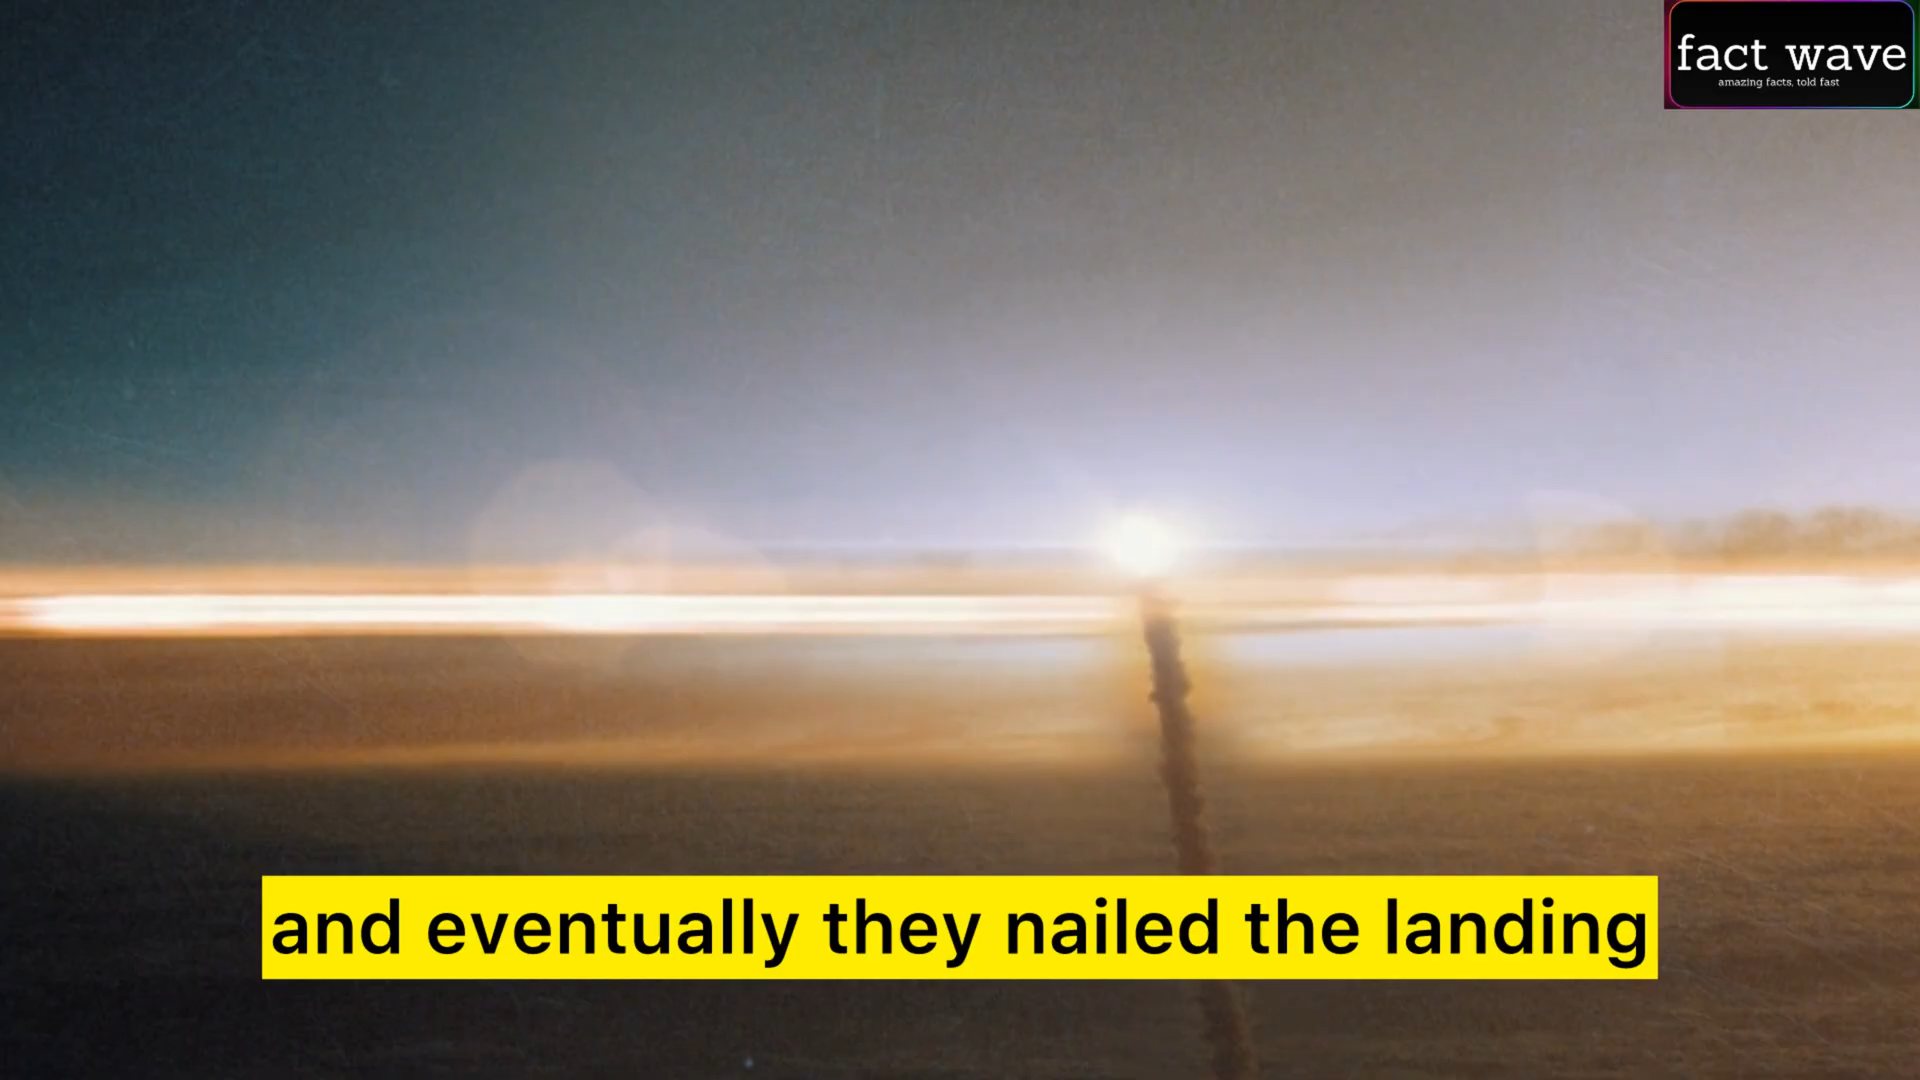 fact wave
amazing facts, told fast
and eventually they nailed the landing